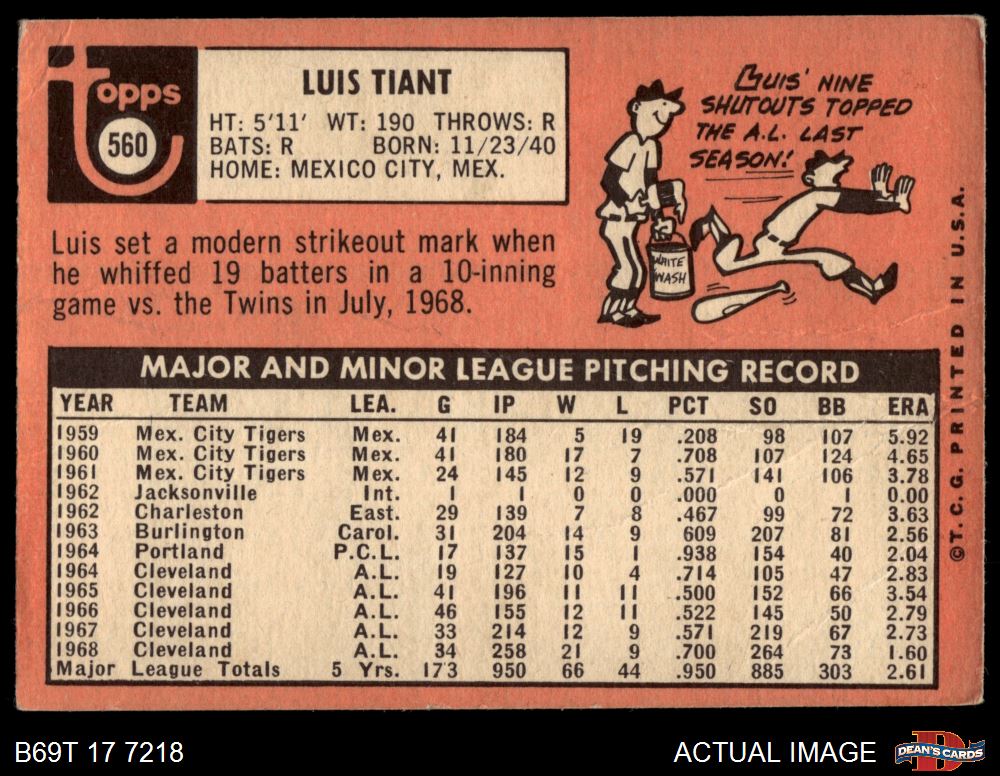 topps
560
LUIS TIANT
HT: 5'11' WT: 190 THROWS: R
BATS: R BORN: 11/23/40
HOME: MEXICO CITY, MEX.
Luis set a modern strikeout mark when
he whiffed 19 batters in a 10-inning
game vs. the Twins in July, 1968.
LUIS' NINE
SHUTOUTS TOPPED
THE A.L. LAST
SEASON!
WHITE
WASH
MAJOR AND MINOR LEAGUE PITCHING RECORD
YEAR TEAM LEA. G IP W L PCT SO BB ERA
1959 Mex. City Tigers Mex. 41 184 5 19 .208 98 107 5.92
1960 Mex. City Tigers Mex. 41 180 17 7 .708 107 124 4.65
1961 Mex. City Tigers Mex. 24 145 12 9 .571 141 106 3.78
1962 Jacksonville Int. 1 1 0 0 .000 0 1 0.00
1962 Charleston East. 29 139 7 8 .467 99 72 3.63
1963 Burlington Carol. 31 204 14 9 609 207 81 2.56
1964 Portland P.C.L. 17 137 15 1 .938 154 40 2.04
1964 Cleveland A.L. 19 127 10 4 .714 105 47 2.83
1965 Cleveland A.L. 41 196 11 11 .500 152 66 3.54
1966 Cleveland A.L. 46 155 12 11 .522 145 50 2.79
1967 Cleveland A.L. 33 214 12 9 .571 219 67 2.73
1968 Cleveland A.L. 34 258 21 9 .700 264 73 1.60
Major League Totals 5 Yrs. 173 950 66 44 .950 885 303 2.61
©T. C. G. PRINTED IN U.S.A.
B69T 17 7218
ACTUAL IMAGE
DEAN'S CARDS